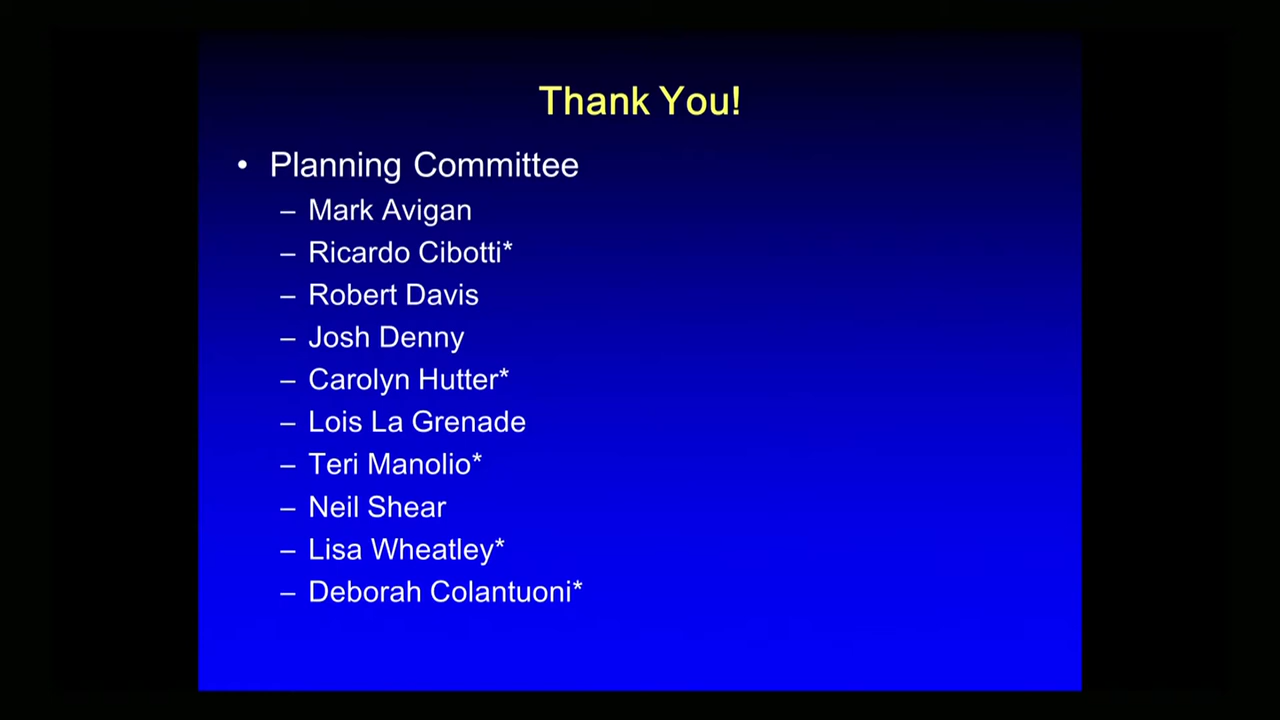 Thank You!
• Planning Committee
– Mark Avigan
– Ricardo Cibotti*
– Robert Davis
– Josh Denny
– Carolyn Hutter*
– Lois La Grenade
– Teri Manolio*
– Neil Shear
– Lisa Wheatley*
– Deborah Colantuoni*